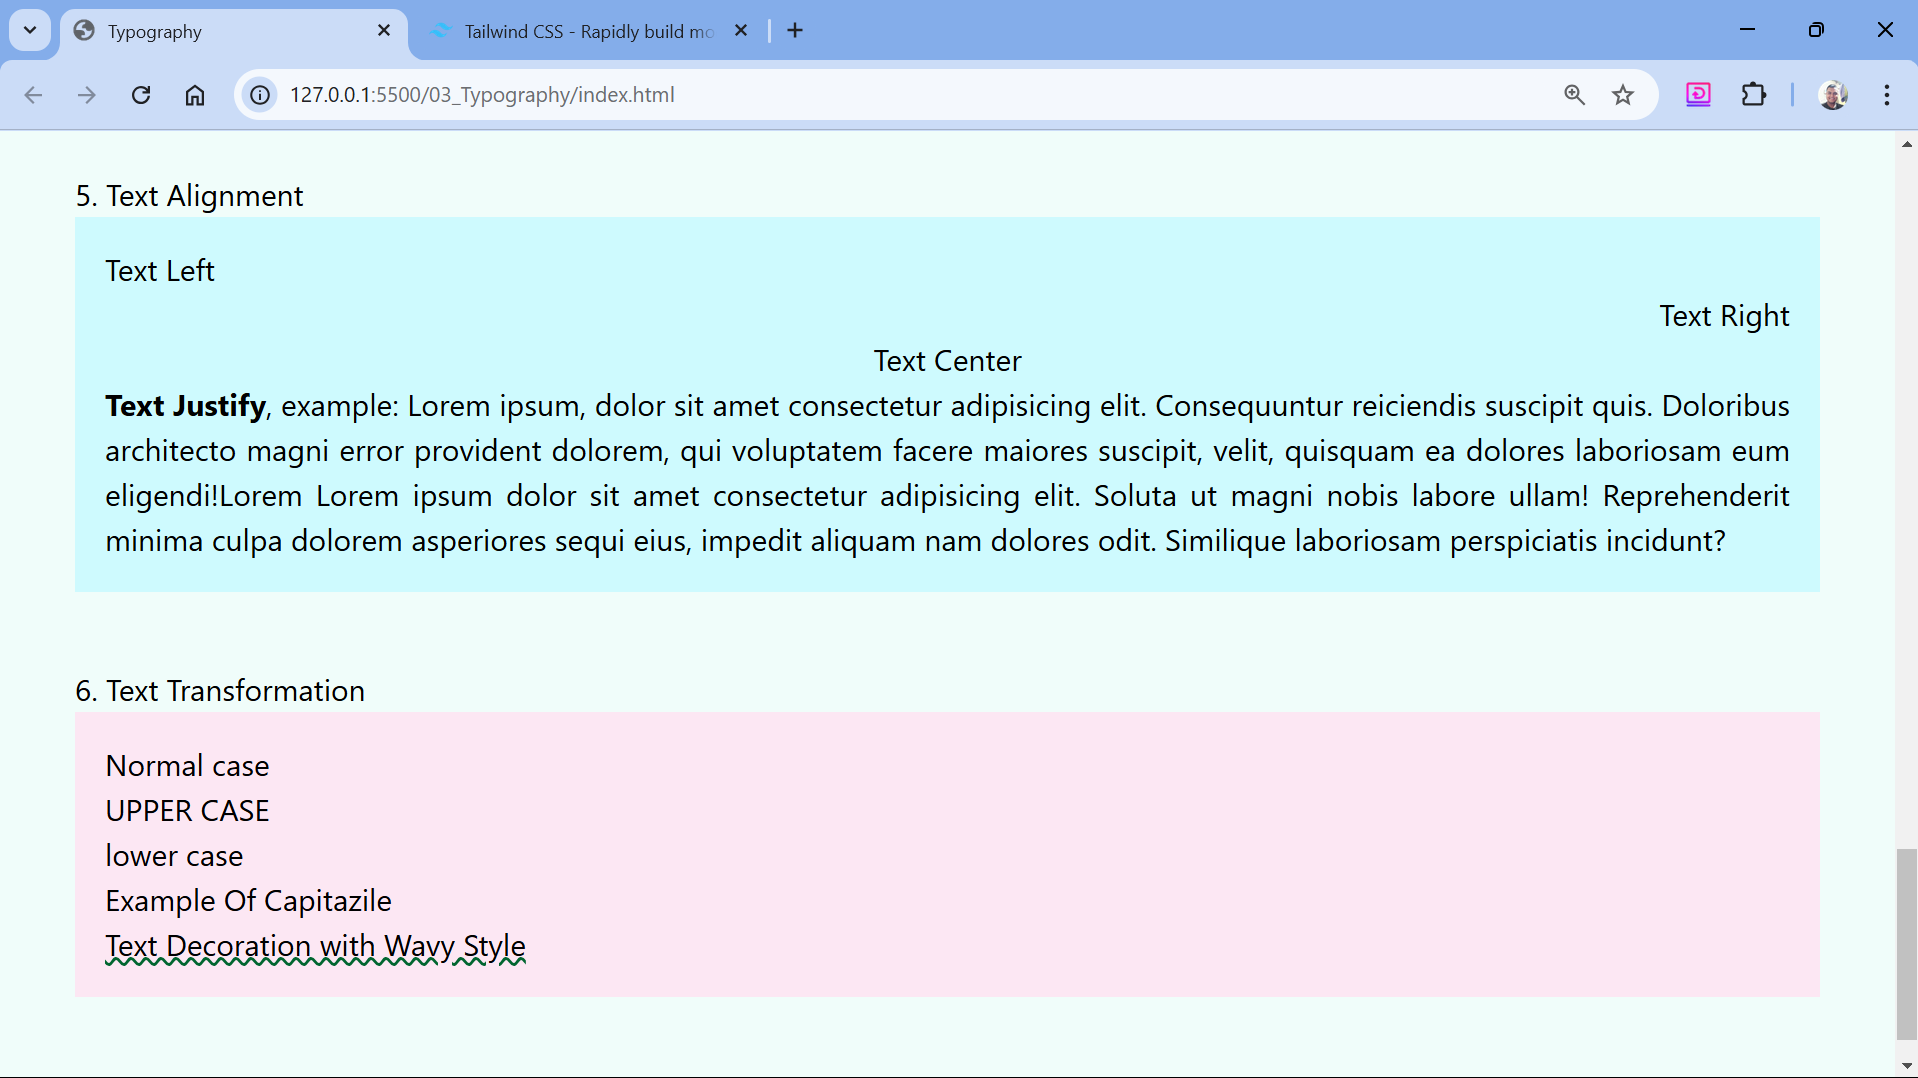 Typography
Tailwind CSS - Rapidly build mo
127.0.0.1:5500/03_Typography/index.html
5. Text Alignment
Text Left
Text Right
Text Center
Text Justify, example: Lorem ipsum, dolor sit amet consectetur adipisicing elit. Consequuntur reiciendis suscipit quis. Doloribus
architecto magni error provident dolorem, qui voluptatem facere maiores suscipit, velit, quisquam ea dolores laboriosam eum
eligendi!Lorem Lorem ipsum dolor sit amet consectetur adipisicing elit. Soluta ut magni nobis labore ullam! Reprehenderit
minima culpa dolorem asperiores sequi eius, impedit aliquam nam dolores odit. Similique laboriosam perspiciatis incidunt?
6. Text Transformation
Normal case
UPPER CASE
lower case
Example Of Capitazile
Text Decoration with Wavy Style